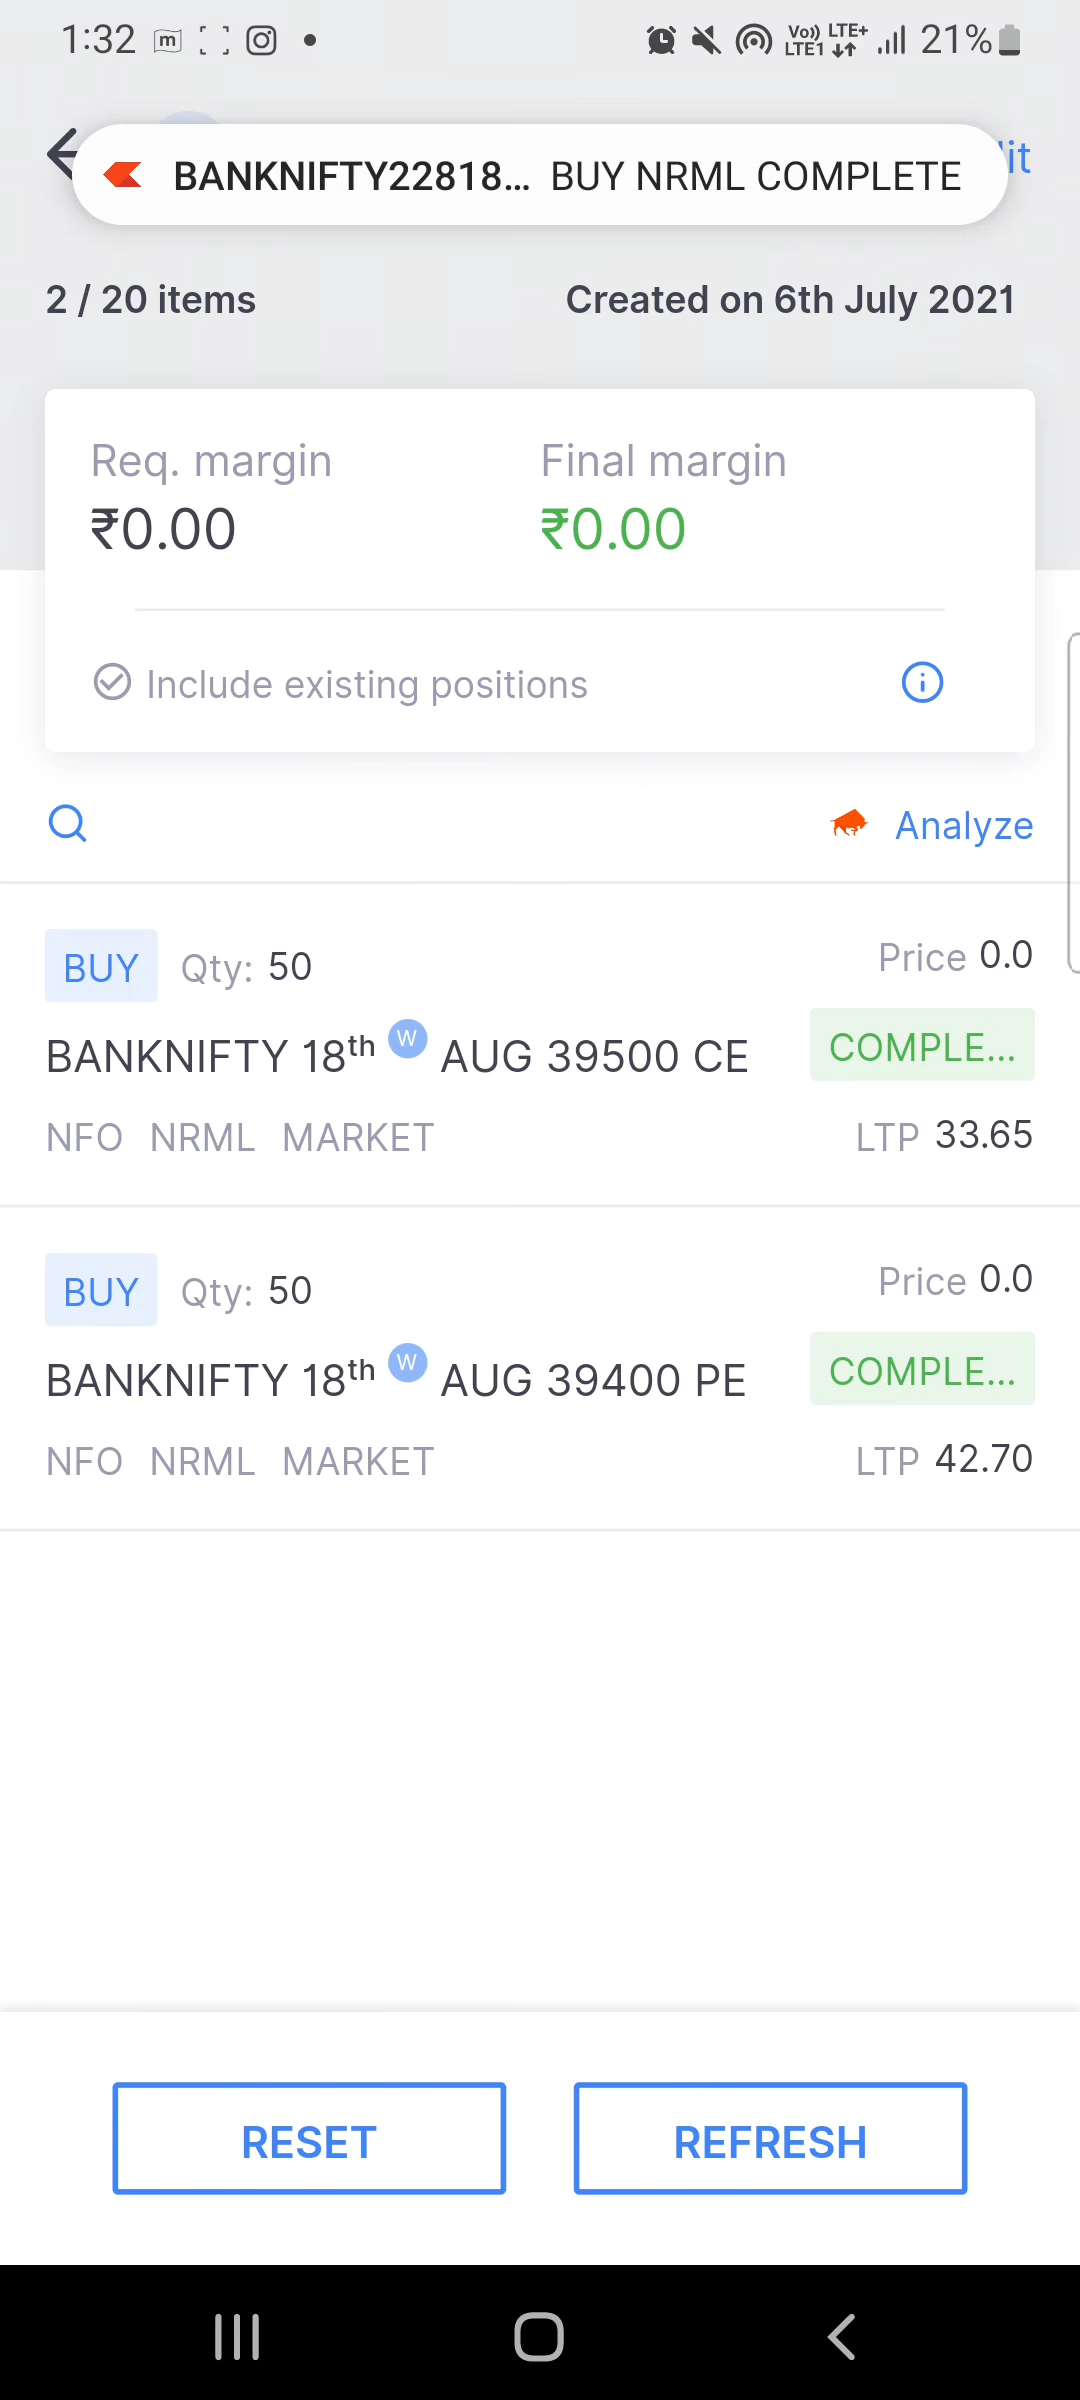 1:32 m Vo)) LTE1 LTE+ 21%
BANKNIFTY22818... BUY NRML COMPLETE
2 / 20 items Created on 6th July 2021
Req. margin Final margin
₹0.00 ₹0.00
Include existing positions
Analyze
BUY Qty: 50 Price 0.0
BANKNIFTY 18th W AUG 39500 CE COMPLE...
NFO NRML MARKET LTP 33.65
BUY Qty: 50 Price 0.0
BANKNIFTY 18th W AUG 39400 PE COMPLE...
NFO NRML MARKET LTP 42.70
RESET REFRESH